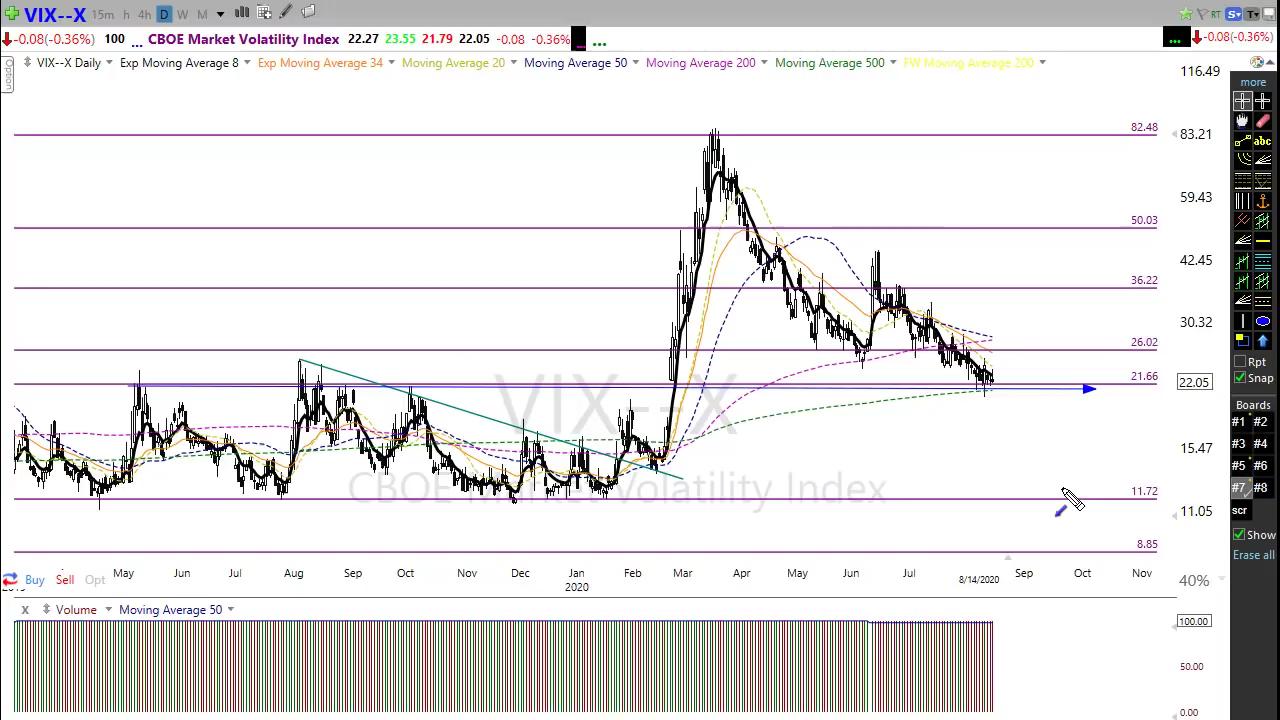 VIX--X 15m h 4h D W M RT S T -0.08(-0.36%)
-0.08(-0.36%) 100 ... CBOE Market Volatility Index 22.27 23.55 21.79 22.05 -0.08 -0.36% ...
VIX--X Daily Exp Moving Average 8 Exp Moving Average 34 Moving Average 20 Moving Average 50 Moving Average 200 Moving Average 500 FW Moving Average 200
Option
116.49
82.48 83.21
59.43
50.03
42.45
36.22
30.32
26.02
21.66
22.05
VIX--X
15.47
CBOE Market Volatility Index
11.72
11.05
8.85
May Jun Jul Aug Sep Oct Nov Dec Jan Feb Mar Apr May Jun Jul 8/14/2020 Sep Oct Nov
Buy Sell Opt 40%
2020
x Volume Moving Average 50
100.00
50.00
0.00
more
abc
Rpt
Snap
Boards
#1 #2
#3 #4
#5 #6
#7 #8
scr
Show
Erase all